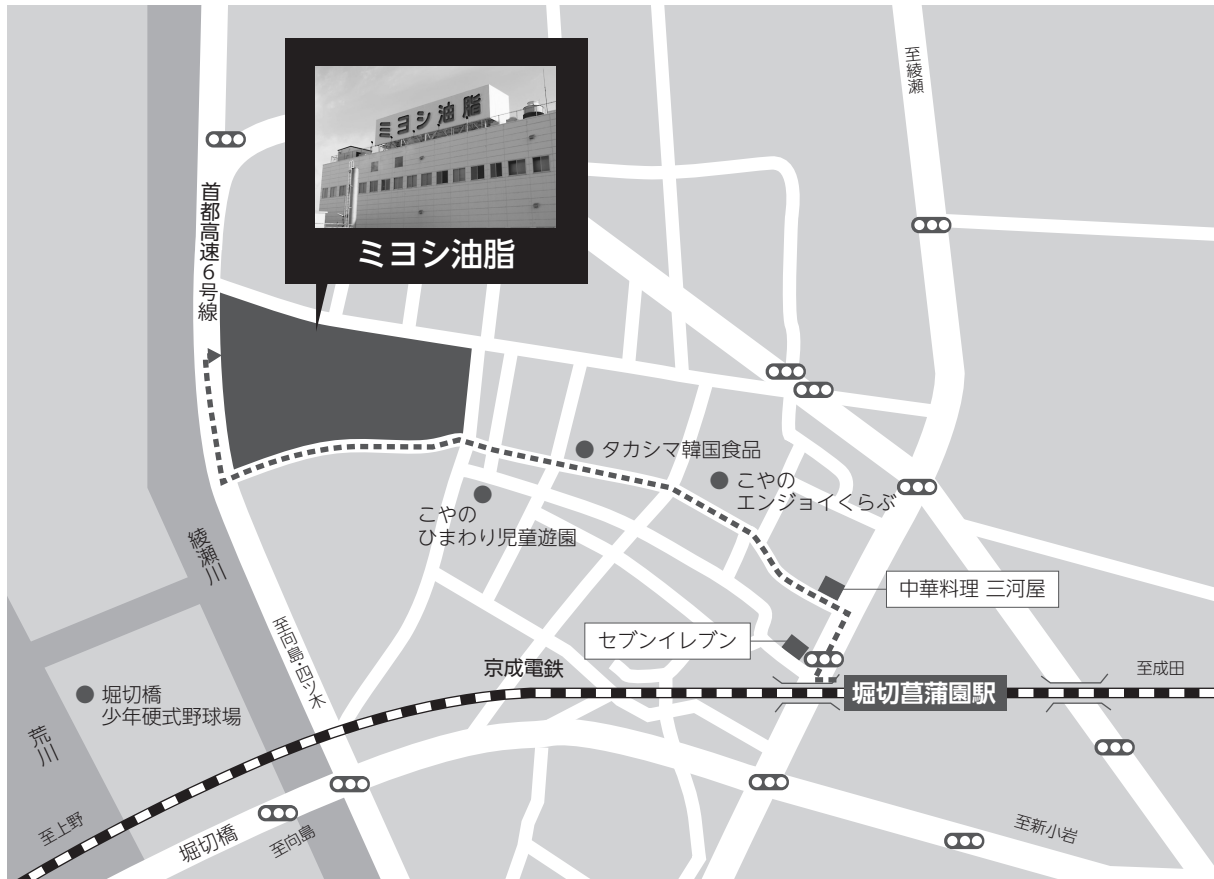 至綾瀬
ミヨシ油脂
ミヨシ油脂
首都高速6号線
タカシマ韓国食品
こやの
エンジョイくらぶ
こやの
ひまわり児童遊園
綾瀬川
中華料理 三河屋
セブンイレブン
至向島・四ツ木
京成電鉄
至成田
堀切菖蒲園駅
堀切橋
少年硬式野球場
荒川
至上野
堀切橋
至向島
至新小岩